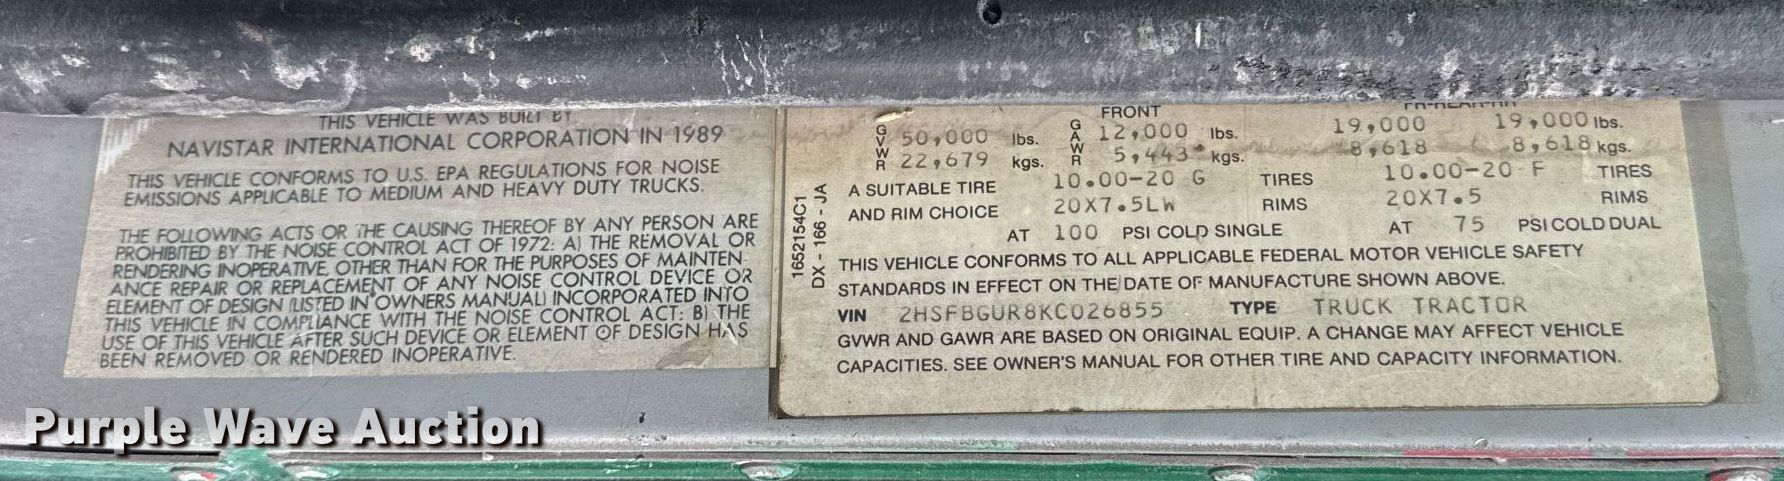 THIS VEHICLE WAS BUILT BY
NAVISTAR INTERNATIONAL CORPORATION IN 1989
THIS VEHICLE CONFORMS TO U.S. EPA REGULATIONS FOR NOISE
EMISSIONS APPLICABLE TO MEDIUM AND HEAVY DUTY TRUCKS.
THE FOLLOWING ACTS OR THE CAUSING THEREOF BY ANY PERSON ARE
PROHIBITED BY THE NOISE CONTROL ACT OF 1972: A) THE REMOVAL OR
RENDERING INOPERATIVE, OTHER THAN FOR THE PURPOSES OF MAINTEN-
ANCE REPAIR OR REPLACEMENT OF ANY NOISE CONTROL DEVICE OR
ELEMENT OF DESIGN (LISTED IN OWNERS MANUAL) INCORPORATED INTO
THIS VEHICLE IN COMPLIANCE WITH THE NOISE CONTROL ACT: B) THE
USE OF THIS VEHICLE AFTER SUCH DEVICE OR ELEMENT OF DESIGN HAS
BEEN REMOVED OR RENDERED INOPERATIVE.
1652154C1
DX - 166 - JA
FRONT
GVWR 50,000 lbs. GAWR 12,000 lbs. 19,000 19,000 lbs.
22,679 kgs. 5,443 kgs. 8,618 8,618 kgs.
A SUITABLE TIRE 10.00-20 G TIRES 10.00-20 F TIRES
AND RIM CHOICE 20X7.5LW RIMS 20X7.5 RIMS
AT 100 PSI COLD SINGLE AT 75 PSI COLD DUAL
THIS VEHICLE CONFORMS TO ALL APPLICABLE FEDERAL MOTOR VEHICLE SAFETY
STANDARDS IN EFFECT ON THE DATE OF MANUFACTURE SHOWN ABOVE.
VIN 2HSFBGUR8KC026855 TYPE TRUCK TRACTOR
GVWR AND GAWR ARE BASED ON ORIGINAL EQUIP. A CHANGE MAY AFFECT VEHICLE
CAPACITIES. SEE OWNER'S MANUAL FOR OTHER TIRE AND CAPACITY INFORMATION.
Purple Wave Auction